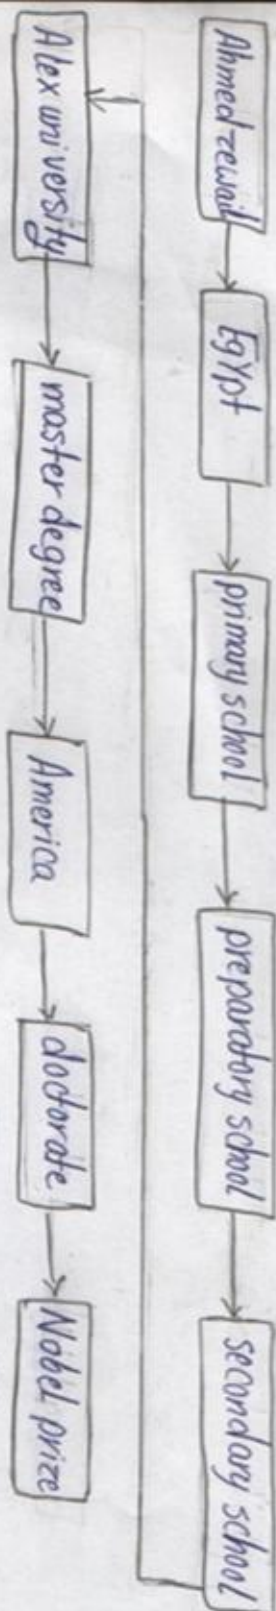 Ahmed zewail
Egypt
primary school
preparatory school
secondary school
Alex university
master degree
America
doctorate
Nobel prize